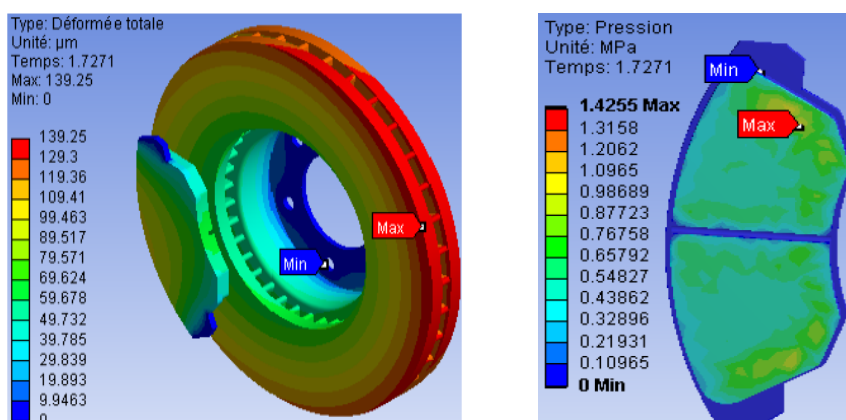 Type: Déformée totale
Unité: µm
Temps: 1.7271
Max: 139.25
Min: 0
139.25
129.3
119.36
109.41
99.463
89.517
79.571
69.624
59.678
49.732
39.785
29.839
19.893
9.9463
0
Max
Min
Type: Pression
Unité: MPa
Temps: 1.7271
1.4255 Max
1.3158
1.2062
1.0965
0.98689
0.87723
0.76758
0.65792
0.54827
0.43862
0.32896
0.21931
0.10965
0 Min
Min
Max